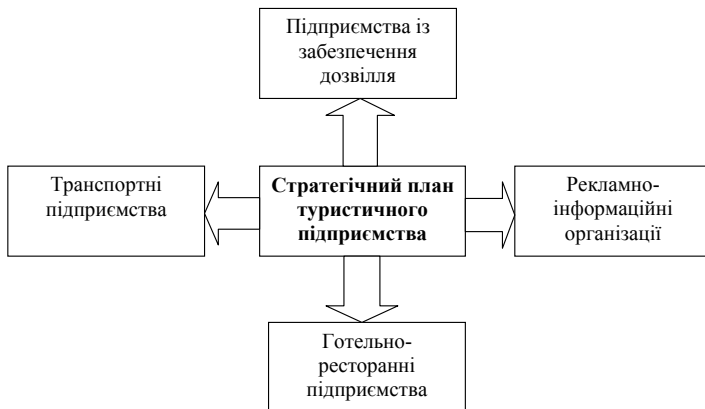 Підприємства із
забезпечення
дозвілля
Транспортні
підприємства
Стратегічний план
туристичного
підприємства
Рекламно-
інформаційні
організації
Готельно-
ресторанні
підприємства